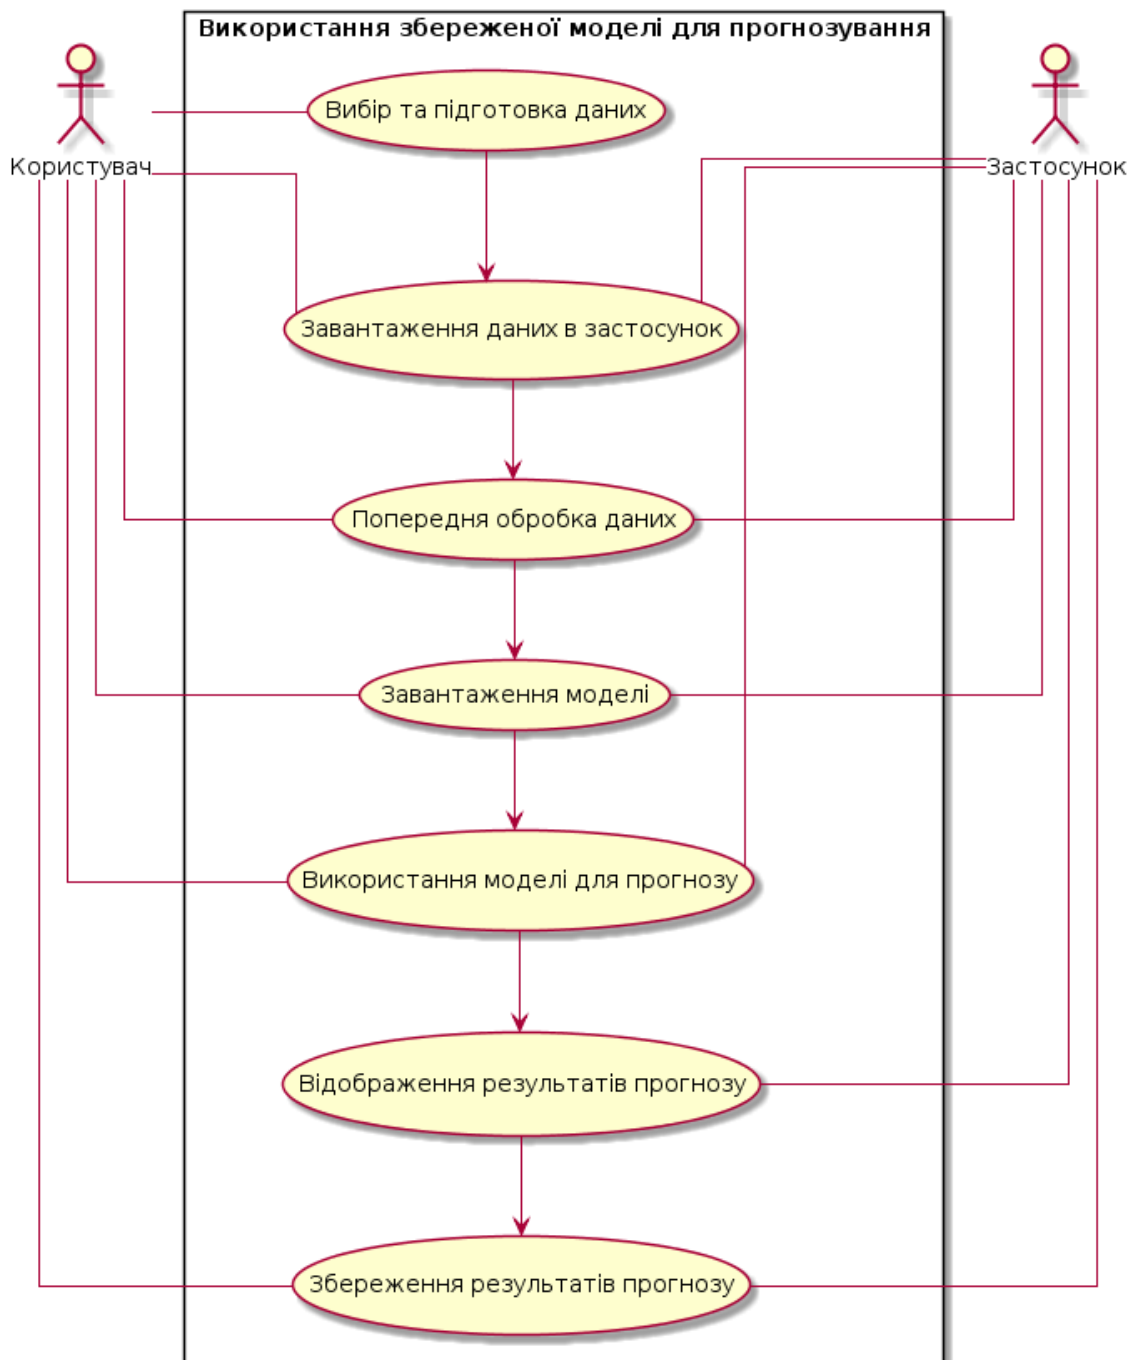 Використання збереженої моделі для прогнозування
Вибір та підготовка даних
Користувач
Застосунок
Завантаження даних в застосунок
Попередня обробка даних
Завантаження моделі
Використання моделі для прогнозу
Відображення результатів прогнозу
Збереження результатів прогнозу